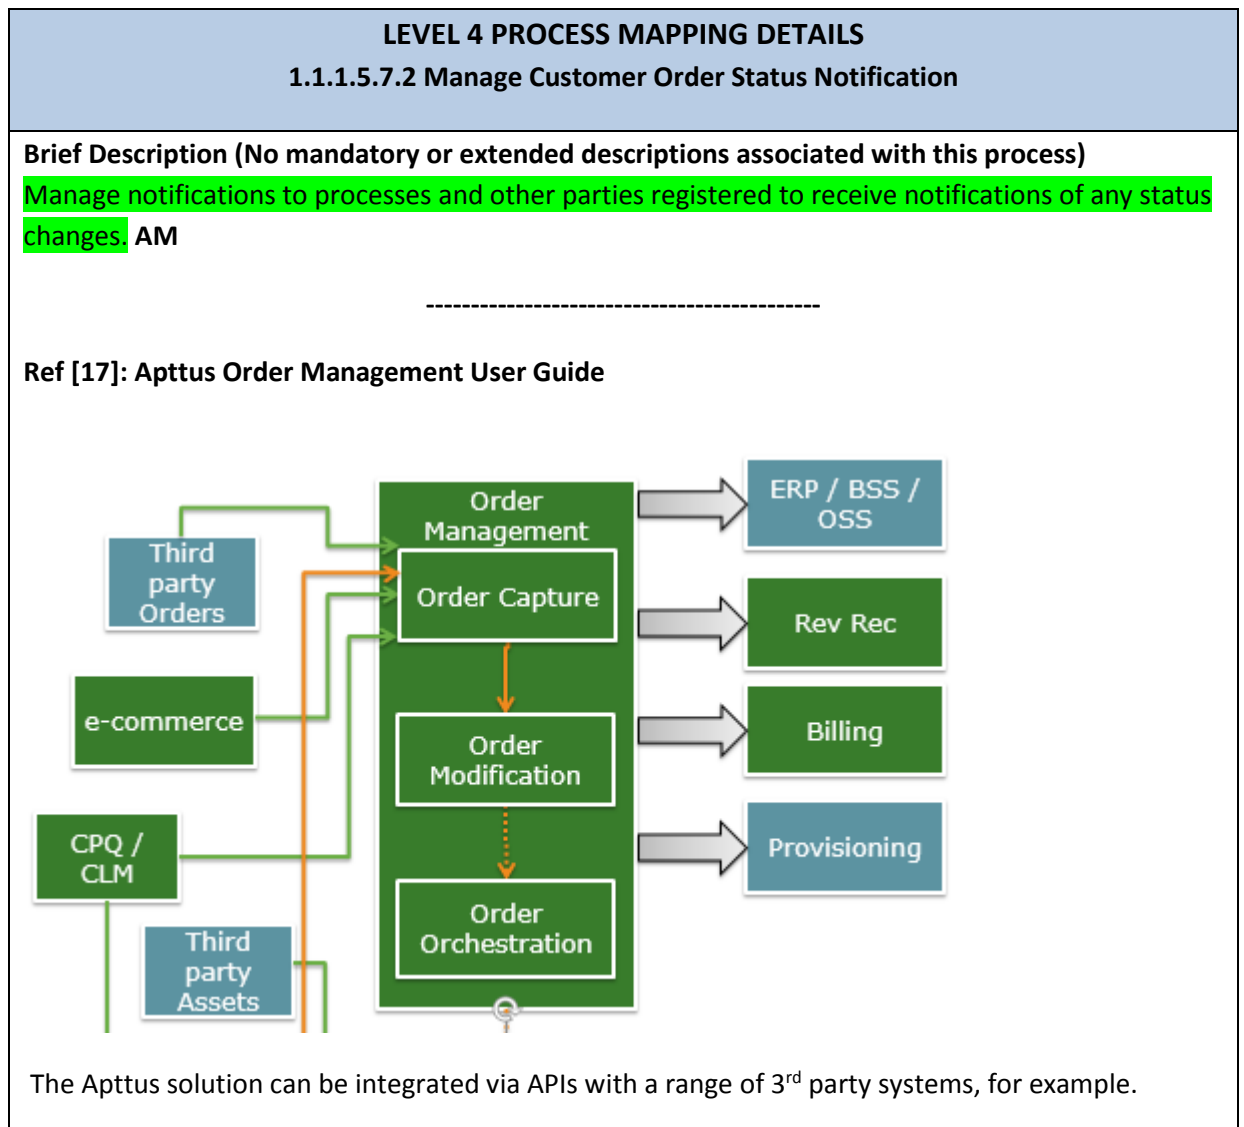 LEVEL 4 PROCESS MAPPING DETAILS
1.1.1.5.7.2 Manage Customer Order Status Notification
Brief Description (No mandatory or extended descriptions associated with this process)
Manage notifications to processes and other parties registered to receive notifications of any status
changes. AM
--------------------------------------------
Ref [17]: Apttus Order Management User Guide
Order
Management
ERP / BSS /
OSS
Third
party
Orders
Order Capture
Rev Rec
e-commerce
Order
Modification
Billing
CPQ /
CLM
Provisioning
Order
Orchestration
Third
party
Assets
The Apttus solution can be integrated via APIs with a range of 3rd party systems, for example.